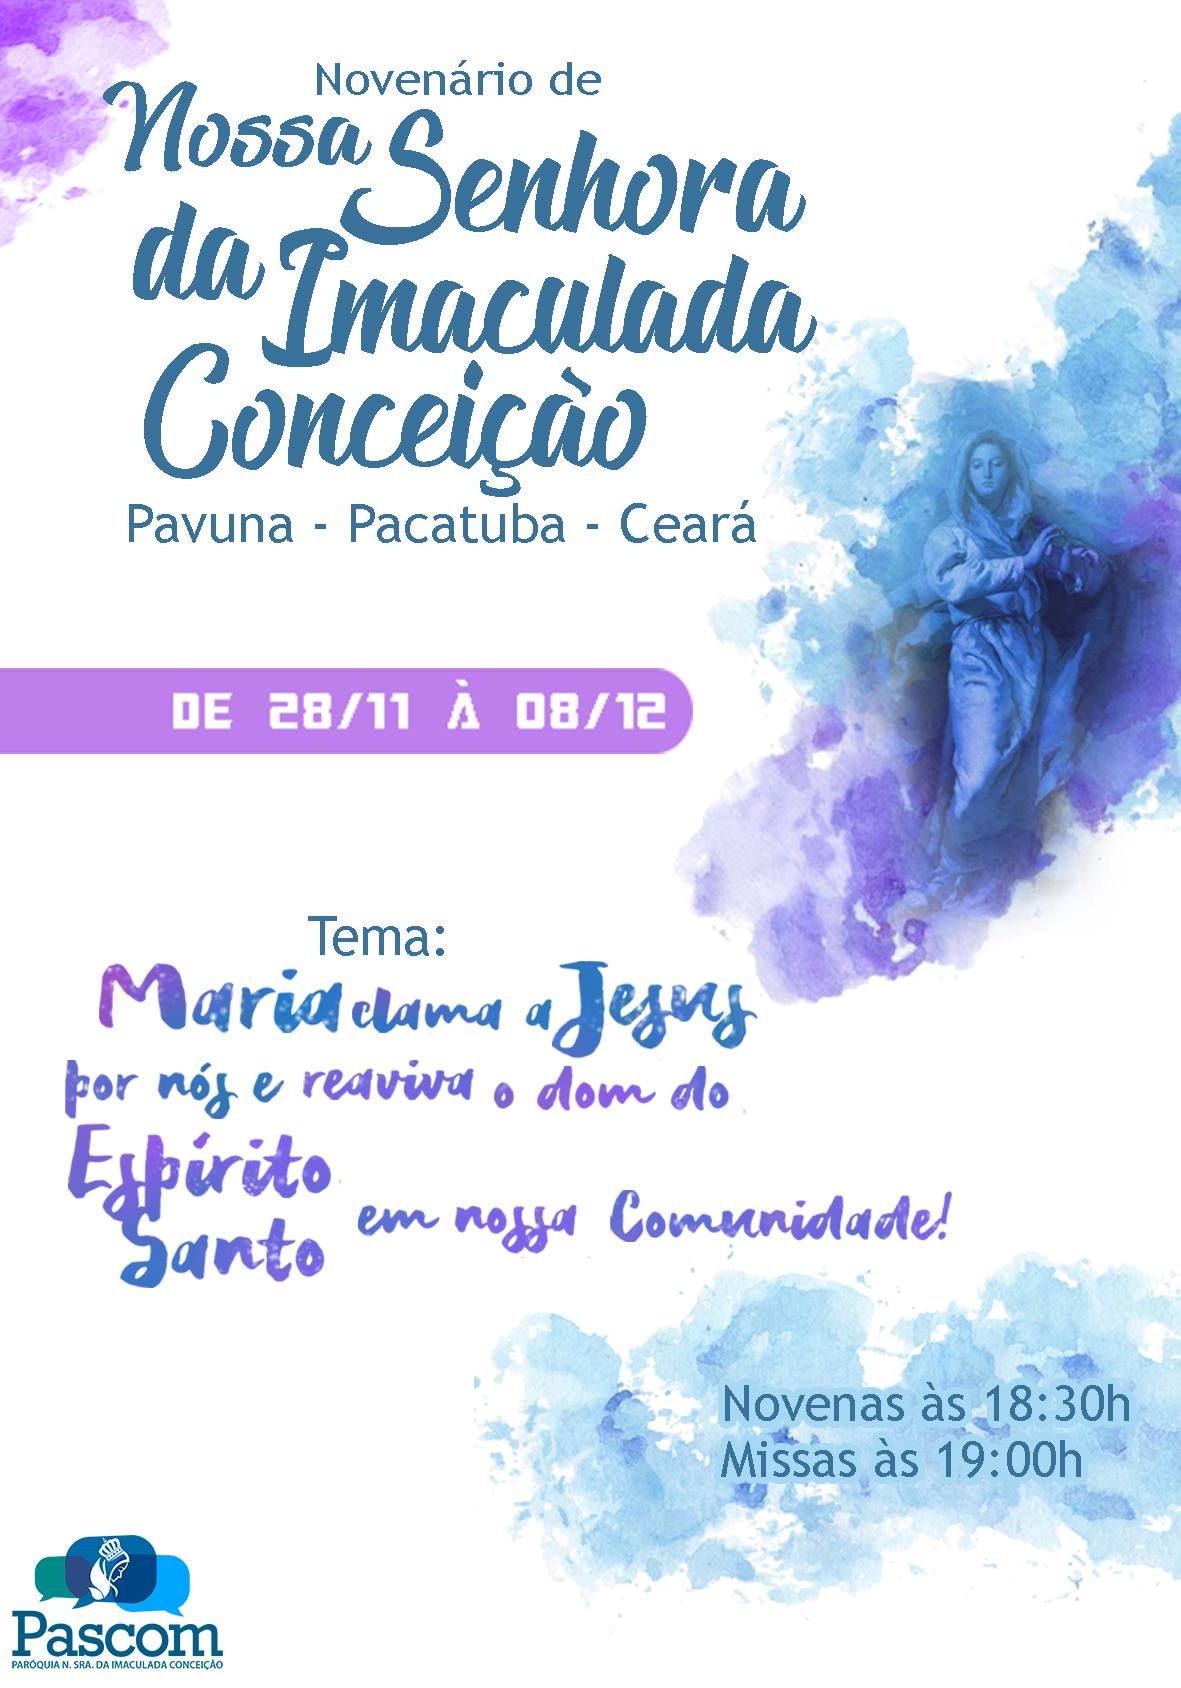 Novenário de
Nossa Senhora
da Imaculada
Conceição
Pavuna - Pacatuba - Ceará
DE 28/11 À 08/12
Tema:
Maria clama a Jesus
por nós e reaviva o dom do
Espírito
Santo em nossa Comunidade!
Novenas às 18:30h
Missas às 19:00h
Pascom
PARÓQUIA N. SRA. DA IMACULADA CONCEIÇÃO